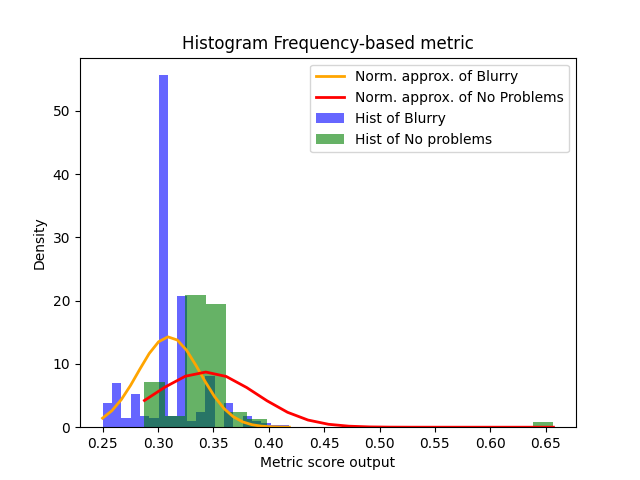 Histogram Frequency-based metric
Norm. approx. of Blurry
Norm. approx. of No Problems
Hist of Blurry
Hist of No problems
Density
50
40
30
20
10
0
0.25 0.30 0.35 0.40 0.45 0.50 0.55 0.60 0.65
Metric score output